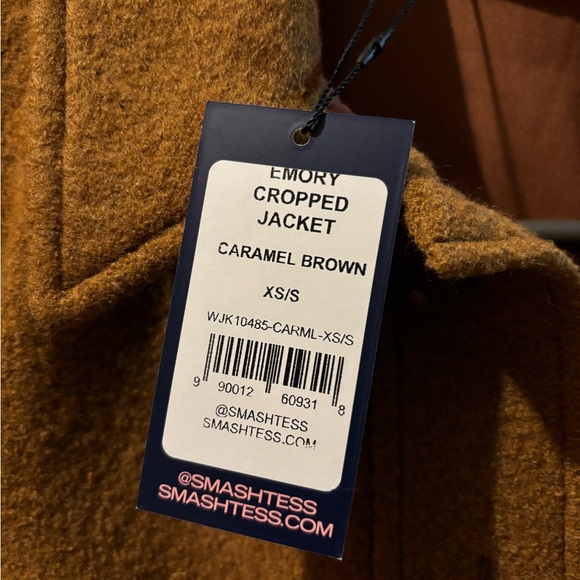 EMORY
CROPPED
JACKET
CARAMEL BROWN
XS/S
WJK10485-CARML-XS/S
9 90012 60931 8
@SMASHTESS
SMASHTESS.COM
@SMASHTESS
SMASHTESS.COM